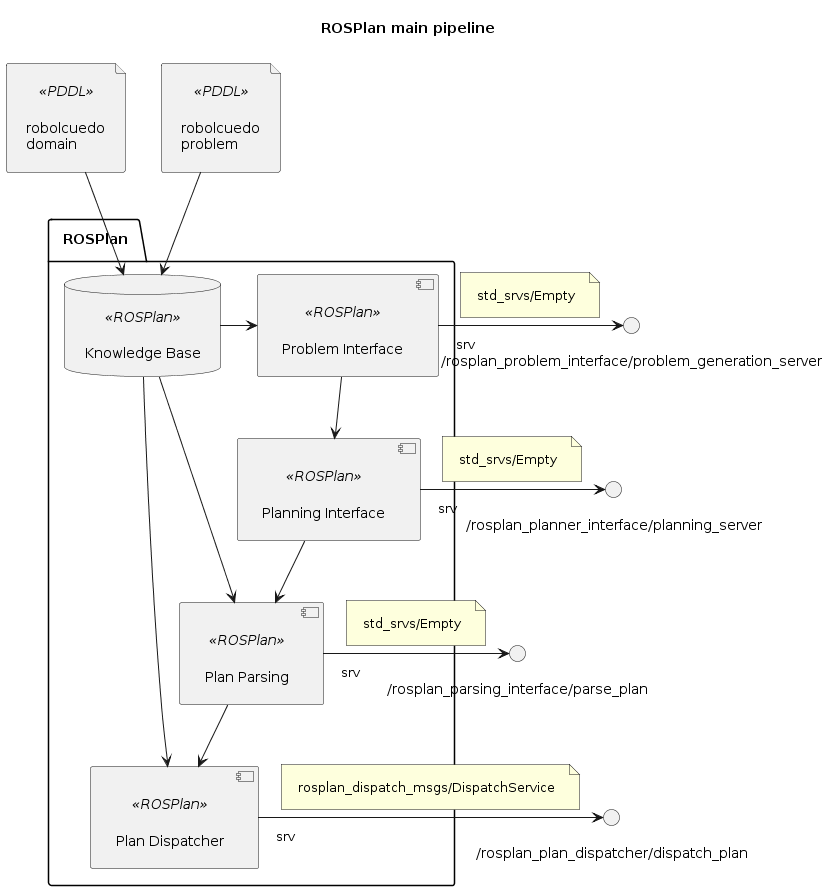 ROSPlan main pipeline
«PDDL»
robolcuedo
domain
«PDDL»
robolcuedo
problem
ROSPlan
«ROSPlan»
Knowledge Base
«ROSPlan»
Problem Interface
std_srvs/Empty
srv
/rosplan_problem_interface/problem_generation_server
«ROSPlan»
Planning Interface
std_srvs/Empty
srv
/rosplan_planner_interface/planning_server
«ROSPlan»
Plan Parsing
std_srvs/Empty
srv
/rosplan_parsing_interface/parse_plan
«ROSPlan»
Plan Dispatcher
rosplan_dispatch_msgs/DispatchService
srv
/rosplan_plan_dispatcher/dispatch_plan